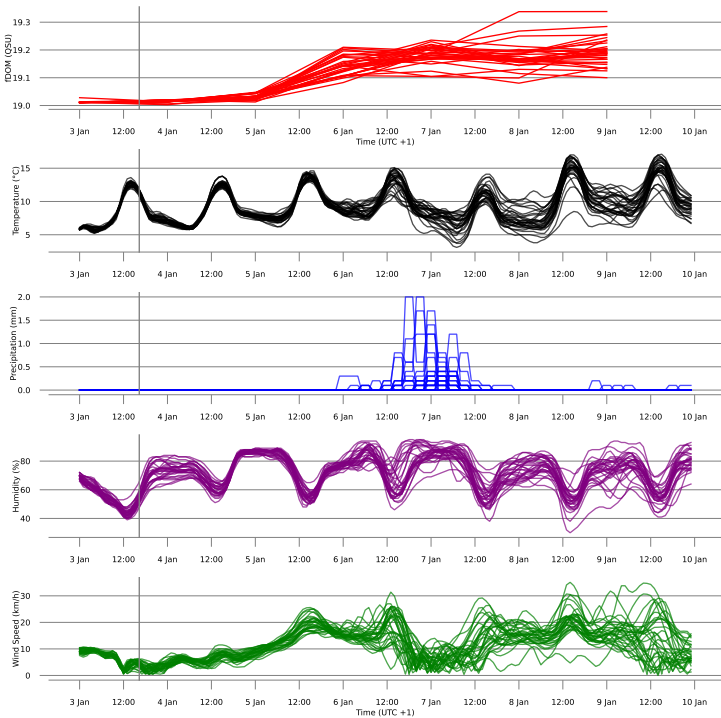 fDOM (QSU)
19.3
19.2
19.1
19.0
3 Jan 12:00 4 Jan 12:00 5 Jan 12:00 6 Jan 12:00 7 Jan 12:00 8 Jan 12:00 9 Jan 12:00 10 Jan
Time (UTC +1)
Temperature (°C)
15
10
5
3 Jan 12:00 4 Jan 12:00 5 Jan 12:00 6 Jan 12:00 7 Jan 12:00 8 Jan 12:00 9 Jan 12:00 10 Jan
Precipitation (mm)
2.0
1.5
1.0
0.5
0.0
3 Jan 12:00 4 Jan 12:00 5 Jan 12:00 6 Jan 12:00 7 Jan 12:00 8 Jan 12:00 9 Jan 12:00 10 Jan
Humidity (%)
80
60
40
3 Jan 12:00 4 Jan 12:00 5 Jan 12:00 6 Jan 12:00 7 Jan 12:00 8 Jan 12:00 9 Jan 12:00 10 Jan
Wind Speed (km/h)
30
20
10
0
3 Jan 12:00 4 Jan 12:00 5 Jan 12:00 6 Jan 12:00 7 Jan 12:00 8 Jan 12:00 9 Jan 12:00 10 Jan
Time (UTC +1)